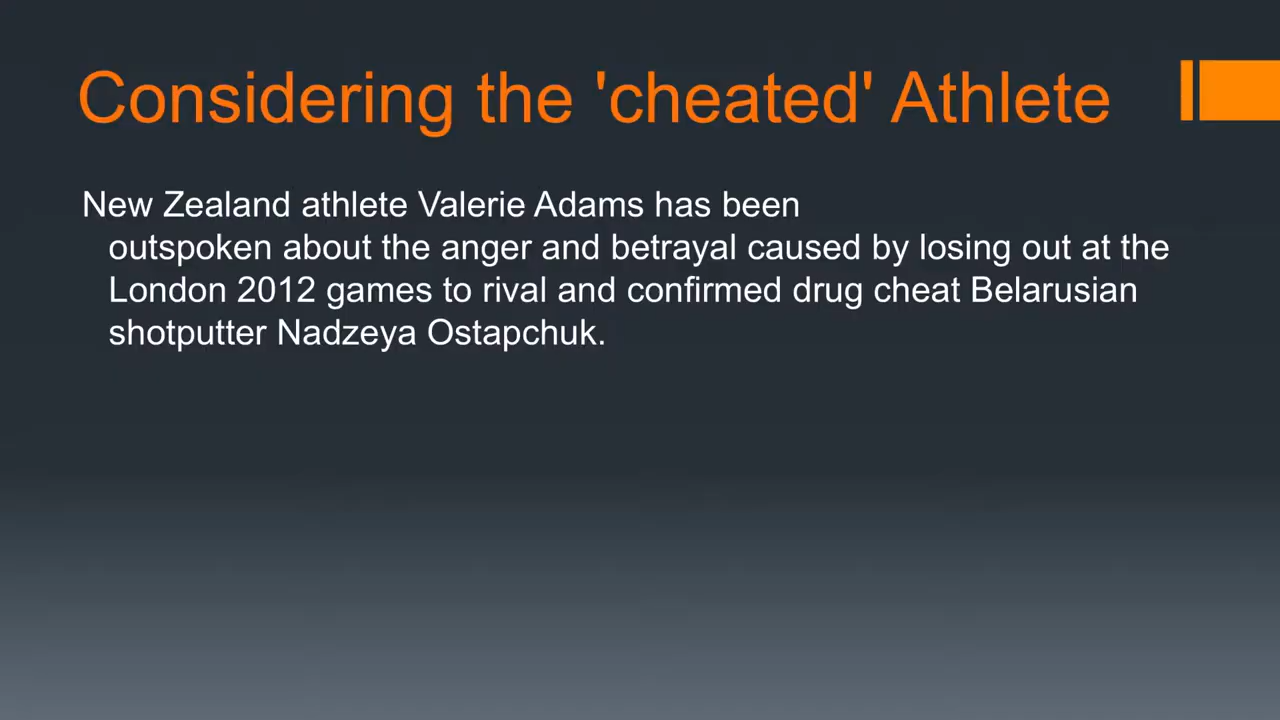 Considering the 'cheated' Athlete
New Zealand athlete Valerie Adams has been
outspoken about the anger and betrayal caused by losing out at the
London 2012 games to rival and confirmed drug cheat Belarusian
shotputter Nadzeya Ostapchuk.